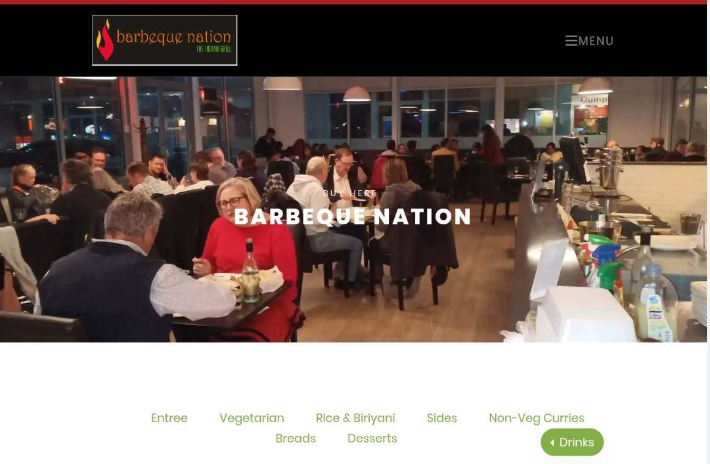 barbeque nation
THE INDIAN GRILL
MENU
Dump
BUY HERE
BARBEQUE NATION
Entree Vegetarian Rice & Biriyani Sides Non-Veg Curries
Breads Desserts Drinks